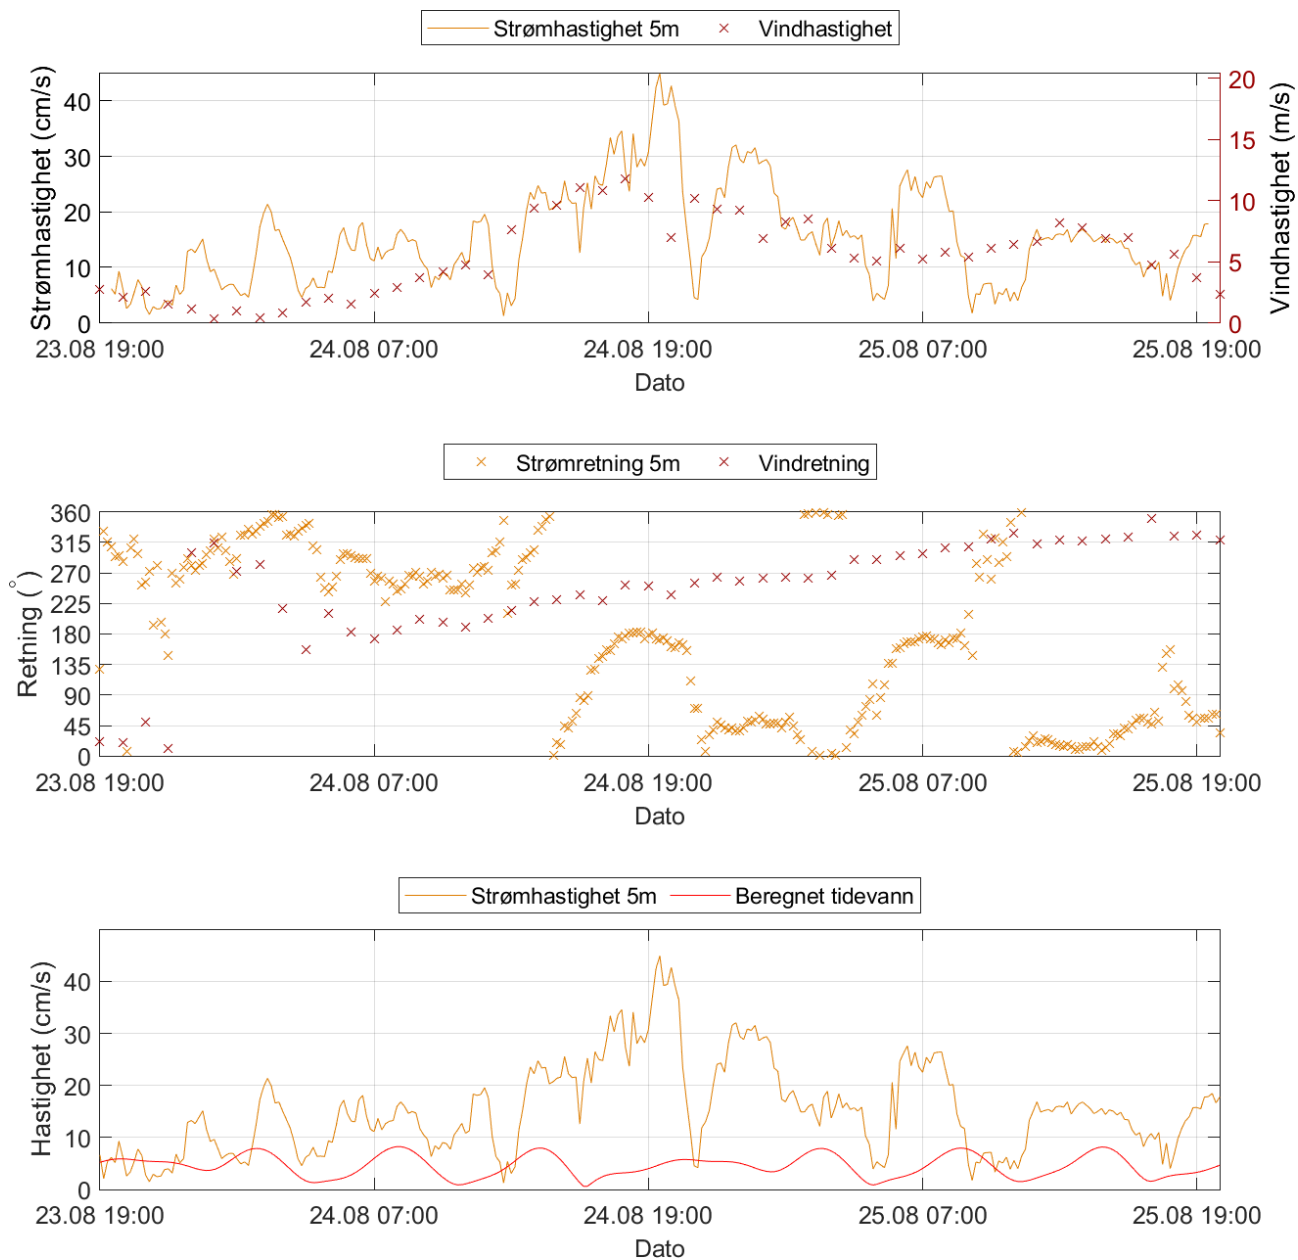 Strømhastighet 5m Vindhastighet
Strømhastighet (cm/s)
40
30
20
10
0
20
15
10
5
0
Vindhastighet (m/s)
23.08 19:00 24.08 07:00 24.08 19:00 25.08 07:00 25.08 19:00
Dato
Strømretning 5m Vindretning
Retning (°)
360
315
270
225
180
135
90
45
0
23.08 19:00 24.08 07:00 24.08 19:00 25.08 07:00 25.08 19:00
Dato
Strømhastighet 5m Beregnet tidevann
Hastighet (cm/s)
40
30
20
10
0
23.08 19:00 24.08 07:00 24.08 19:00 25.08 07:00 25.08 19:00
Dato